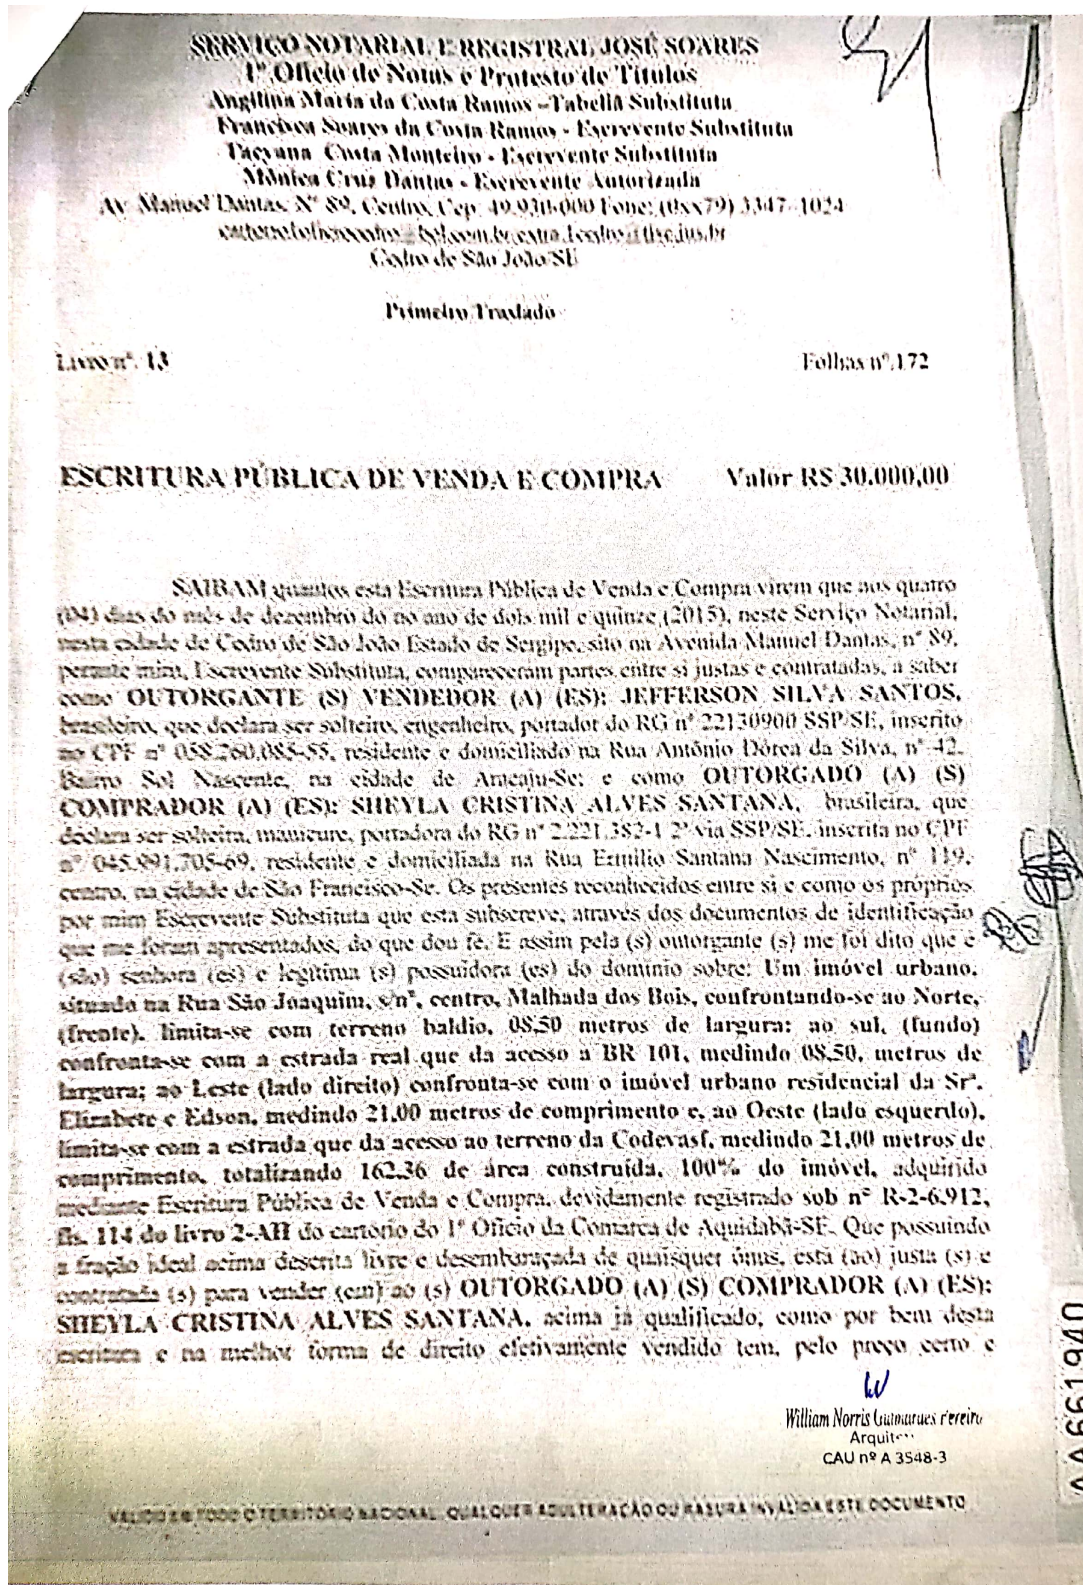 SERVIÇO NOTARIAL E REGISTRAL JOSÉ SOARES
1º Oficio de Notas e Protesto de Titulos
Angilina Maria da Costa Ramos - Tabeliã Substituta
Francisca Soares da Costa Ramos - Escrevente Substituta
Tacyana Costa Monteiro - Escrevente Substituta
Mônica Cruz Dantas - Escrevente Autorizada
Av. Manuel Dantas, Nº 89, Centro, Cep: 49.930-000 Fone: (0xx79) 3347-1024
Cedro de São João/SE
Primeiro Traslado
Livro nº. 13
Folhas nº.172
ESCRITURA PÚBLICA DE VENDA E COMPRA Valor R$ 30.000,00
SAIBAM quantos esta Escritura Pública de Venda e Compra virem que aos quatro
(04) dias do mês de dezembro do no ano de dois mil e quinze (2015), neste Serviço Notarial,
nesta cidade de Cedro de São João Estado de Sergipe, sito na Avenida Manuel Dantas, nº 89,
perante mim, Escrevente Substituta, compareceram partes entre si justas e contratadas, a saber
como OUTORGANTE (S) VENDEDOR (A) (ES): JEFFERSON SILVA SANTOS,
brasileiro, que declara ser solteiro, engenheiro, portador do RG nº 22130900 SSP/SE, inscrito
no CPF nº 058.260.085-55, residente e domiciliado na Rua Antônio Dórea da Silva, nº 42,
Bairro Sol Nascente, na cidade de Aracaju-Se; e como OUTORGADO (A) (S)
COMPRADOR (A) (ES): SHEYLA CRISTINA ALVES SANTANA, brasileira, que
declara ser solteira, manicure, portadora do RG nº 2.221.382-1 2ª via SSP/SE, inscrita no CPF
nº 045.991.705-69, residente e domiciliada na Rua Emilio Santana Nascimento, nº 119,
centro, na cidade de São Francisco-Se. Os presentes reconhecidos entre si e como os próprios
por mim Escrevente Substituta que esta subscreve, através dos documentos de identificação
que me foram apresentados, do que dou fé. E assim pela (s) outorgante (s) me foi dito que é
(são) senhora (es) e legítima (s) possuidora (es) do domínio sobre: Um imóvel urbano,
situado na Rua São Joaquim, s/nº, centro, Malhada dos Bois, confrontando-se ao Norte,
(frente), limita-se com terreno baldio, 08,50 metros de largura; ao sul, (fundo)
confronta-se com a estrada real que da acesso a BR 101, medindo 08,50, metros de
largura; ao Leste (lado direito) confronta-se com o imóvel urbano residencial da Srª.
Elizabete e Edson, medindo 21,00 metros de comprimento e, ao Oeste (lado esquerdo),
limita-se com a estrada que da acesso ao terreno da Codevasf, medindo 21,00 metros de
comprimento, totalizando 162,36 de área construída, 100% do imóvel, adquirido
mediante Escritura Pública de Venda e Compra, devidamente registrado sob nº R-2-6.912,
fls. 114 do livro 2-AH do cartório do 1º Oficio da Comarca de Aquidabã-SE. Que possuindo
a fração ideal acima descrita livre e desembaraçada de quaisquer ônus, está (ão) justa (s) e
contratada (s) para vender (em) ao (s) OUTORGADO (A) (S) COMPRADOR (A) (ES):
SHEYLA CRISTINA ALVES SANTANA, acima já qualificado, como por bem desta
escritura e na melhor forma de direito efetivamente vendido tem, pelo preço certo e
William Norris Guimaraes Pereira
Arquit
CAU nº A 3548-3
AA661940
VALIDO EM TODO O TERRITÓRIO NACIONAL. QUALQUER ADULTERAÇÃO OU RASURA INVALIDA ESTE DOCUMENTO